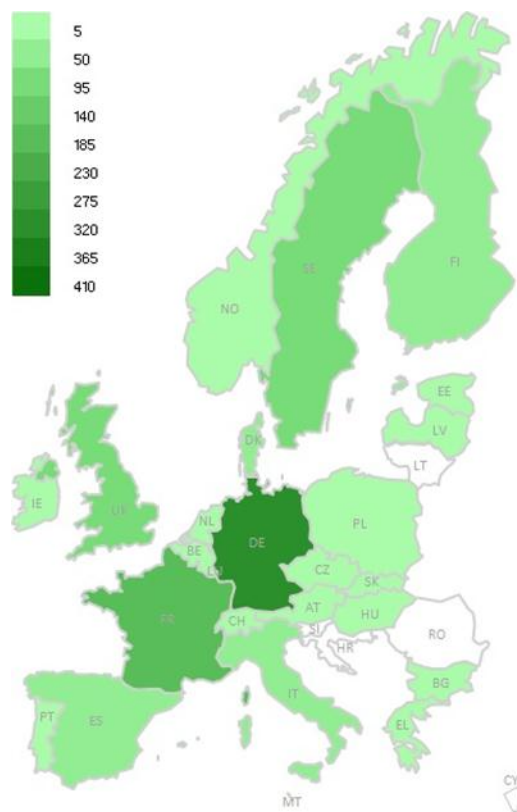 5
50
95
140
185
230
275
320
365
410
SE
FI
NO
EE
LV
DK
LT
IE
UK
NL
PL
BE
DE
LU
CZ
SK
FR
AT
HU
CH
SI
RO
HR
BG
PT
ES
IT
EL
CY
MT